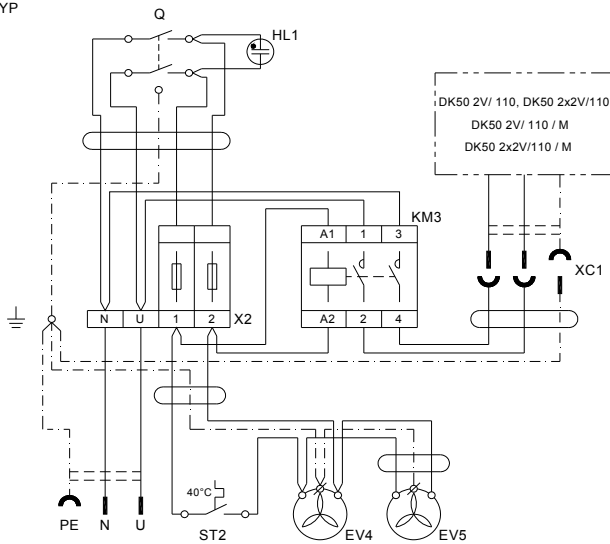 YP
Q
HL1
DK50 2V/ 110, DK50 2x2V/110
DK50 2V/ 110 / M
DK50 2x2V/110 / M
KM3
A1 1 3
XC1
N U 1 2 X2
A2 2 4
40°C
PE N U
ST2
EV4
EV5